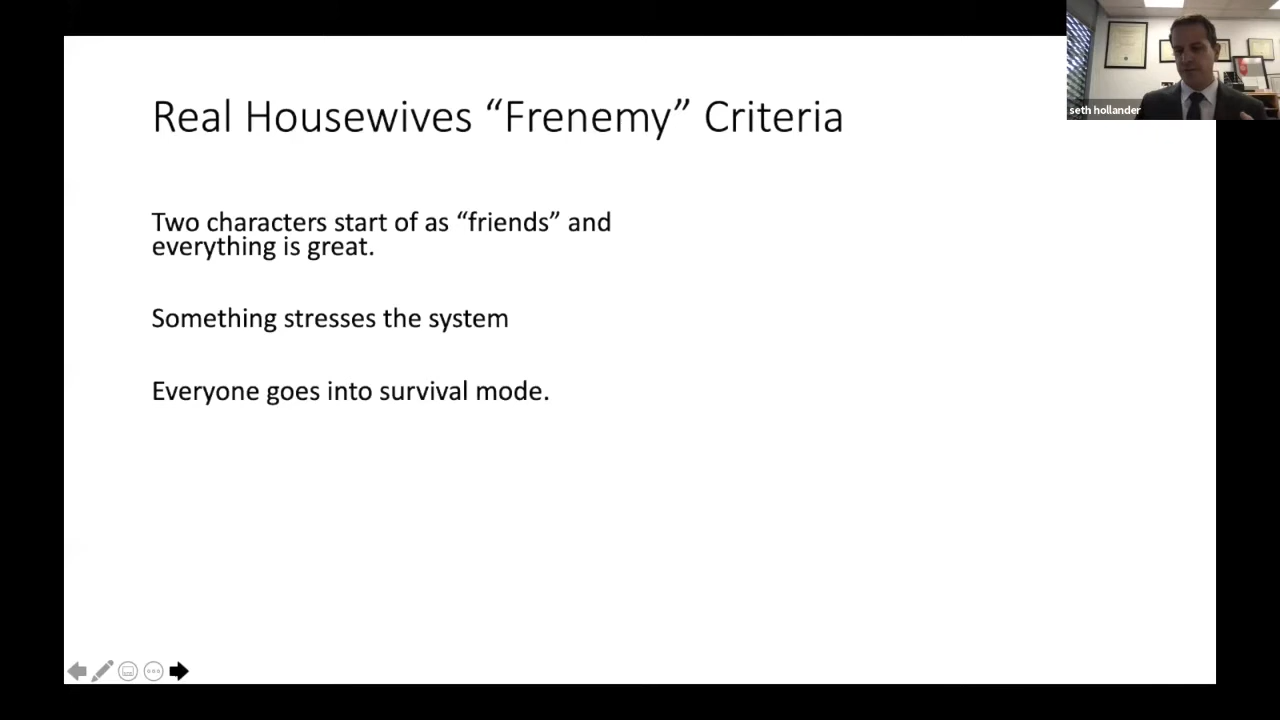 Real Housewives “Frenemy” Criteria
seth hollander
Two characters start of as “friends” and
everything is great.
Something stresses the system
Everyone goes into survival mode.